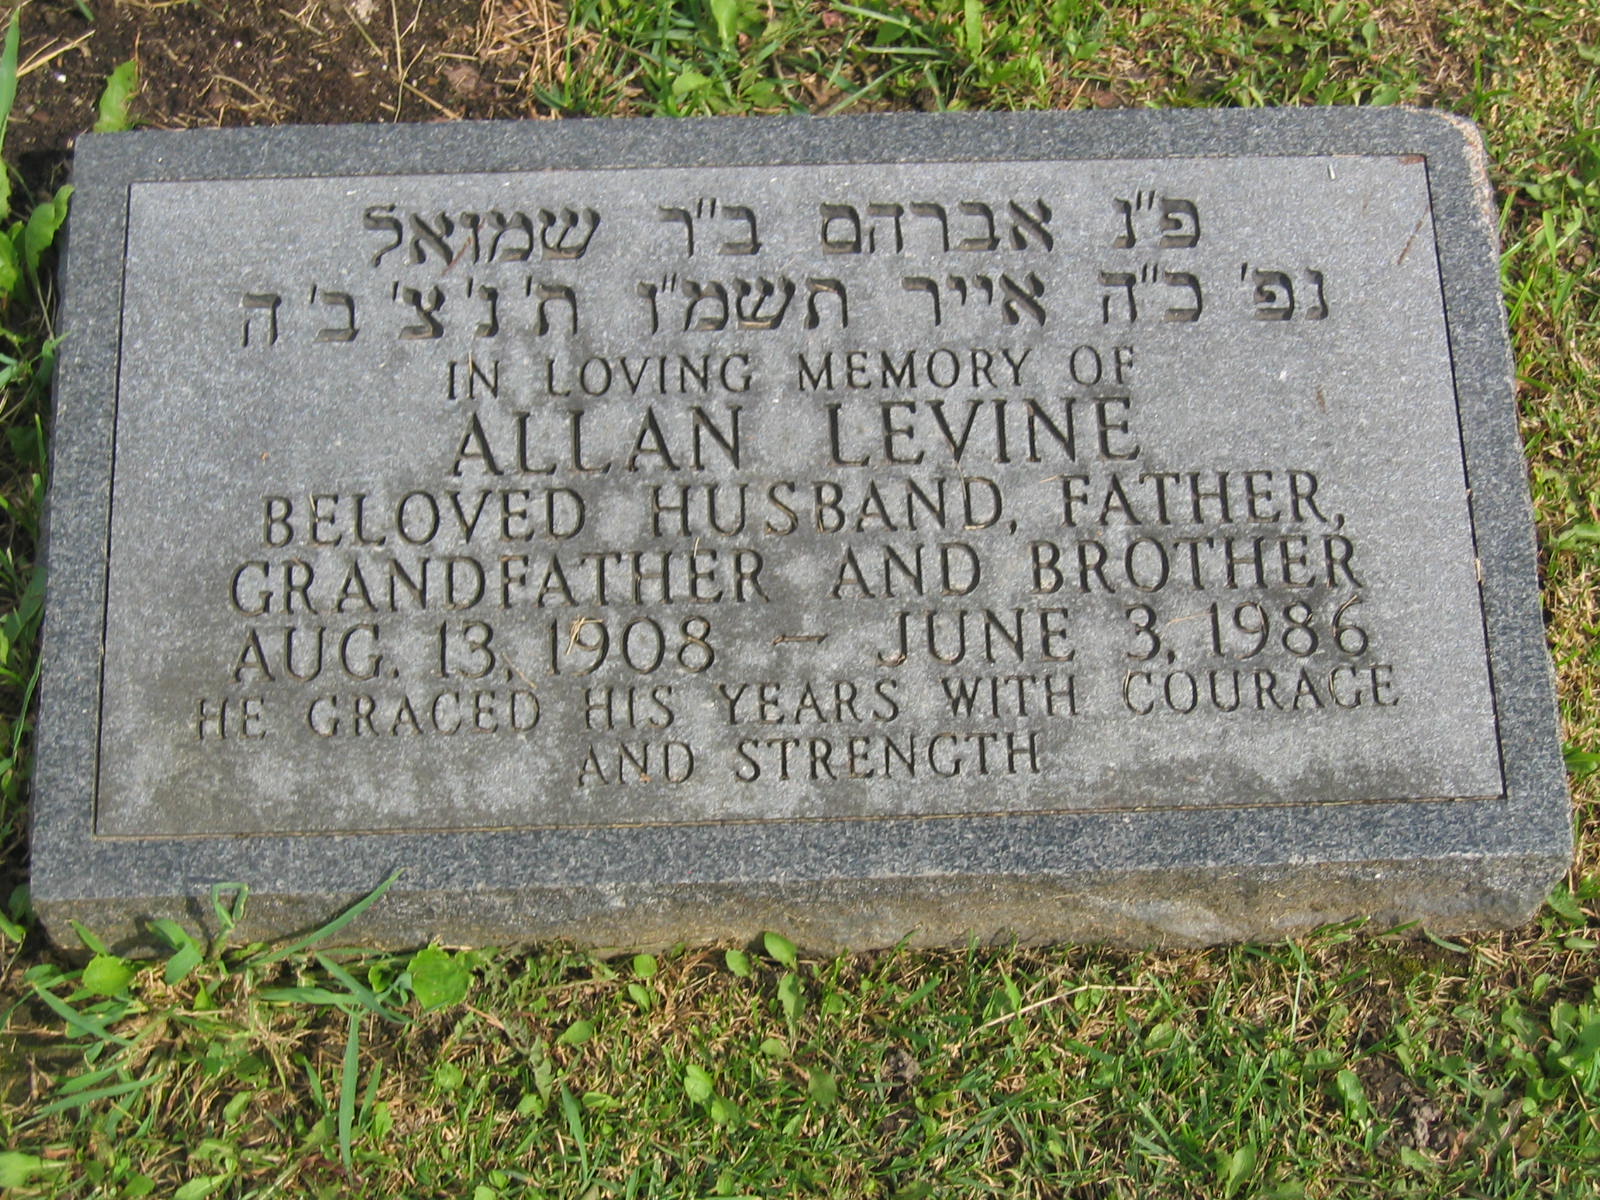 פ"נ אברהם ב"ר שמואל
נפ' כ"ה אייר תשמ"ו ת'נ'צ'ב'ה
IN LOVING MEMORY OF
ALLAN LEVINE
BELOVED HUSBAND, FATHER,
GRANDFATHER AND BROTHER
AUG. 13, 1908 – JUNE 3, 1986
HE GRACED HIS YEARS WITH COURAGE
AND STRENGTH